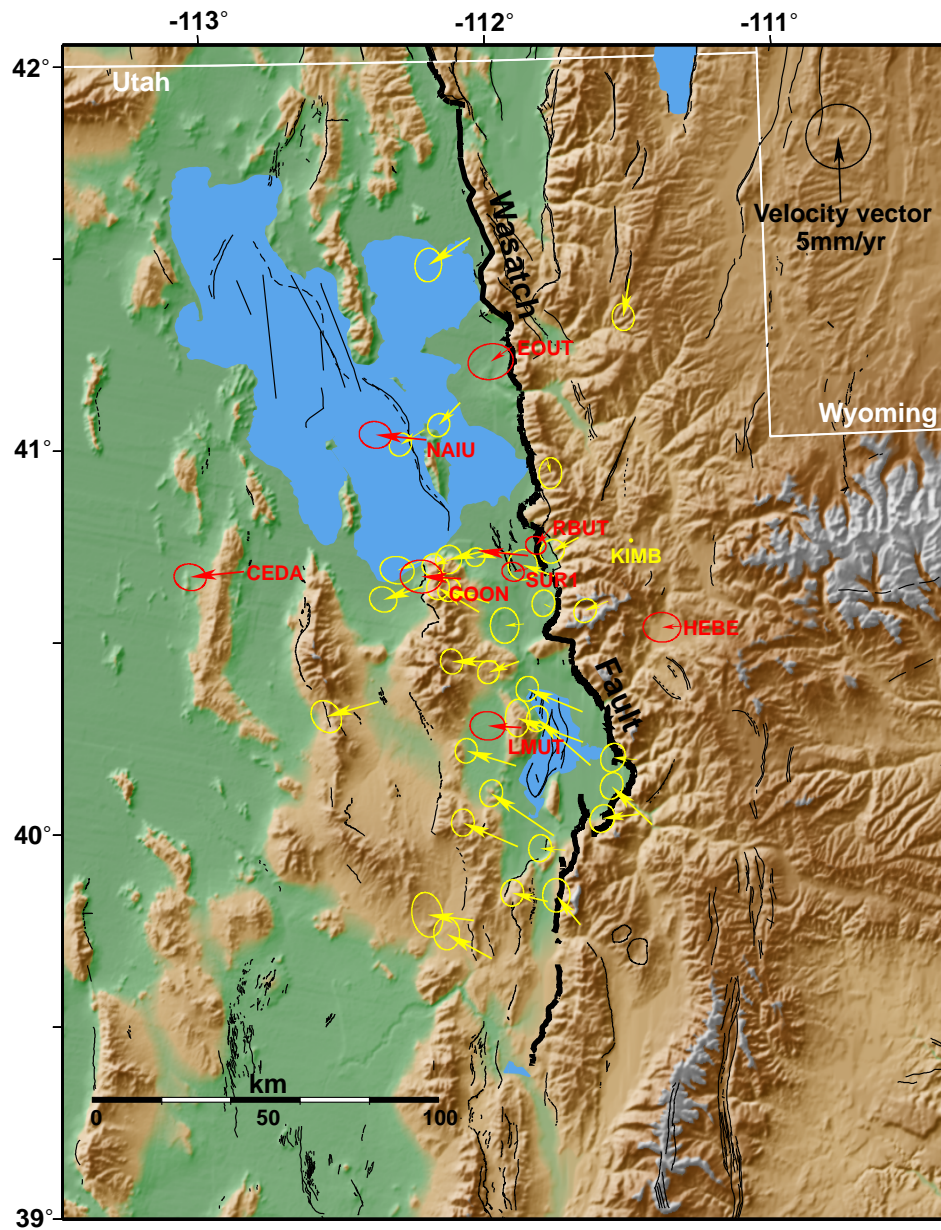 -113° -112° -111°
42°
Utah
Wasatch
Velocity vector
5mm/yr
EOUT
Wyoming
41°
NAIU
RBUT
KIMB
CEDA
SUR1
COON
HEBE
Fault
LMUT
40°
km
0 50 100
39°